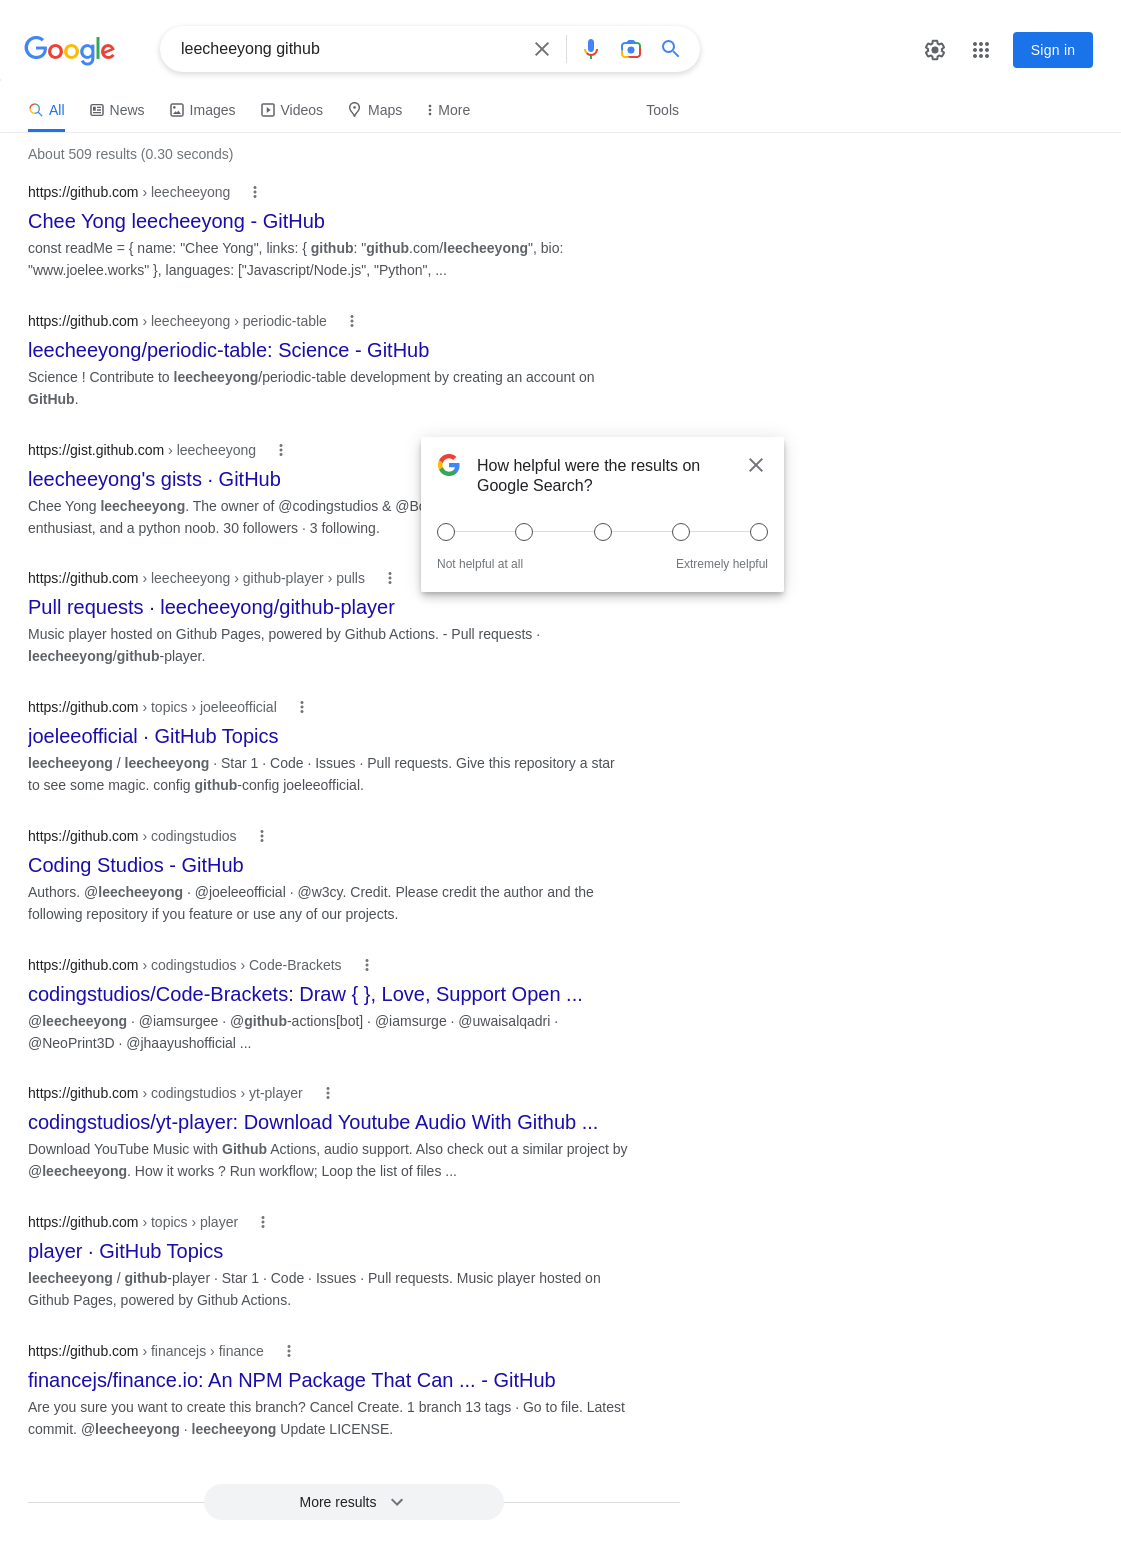 Google
leecheeyong github
Sign in
All
News
Images
Videos
Maps
More
Tools
About 509 results (0.30 seconds)
https://github.com › leecheeyong
Chee Yong leecheeyong - GitHub
const readMe = { name: "Chee Yong", links: { github: "github.com/leecheeyong", bio:
"www.joelee.works" }, languages: ["Javascript/Node.js", "Python", ...
https://github.com › leecheeyong › periodic-table
leecheeyong/periodic-table: Science - GitHub
Science ! Contribute to leecheeyong/periodic-table development by creating an account on
GitHub.
https://gist.github.com › leecheeyong
leecheeyong's gists · GitHub
Chee Yong leecheeyong. The owner of @codingstudios &
enthusiast, and a python noob. 30 followers · 3 following.
How helpful were the results on
Google Search?
Not helpful at all
Extremely helpful
https://github.com › leecheeyong › github-player › pulls
Pull requests · leecheeyong/github-player
Music player hosted on Github Pages, powered by Github Actions. - Pull requests ·
leecheeyong/github-player.
https://github.com › topics › joeleeofficial
joeleeofficial · GitHub Topics
leecheeyong / leecheeyong · Star 1 · Code · Issues · Pull requests. Give this repository a star
to see some magic. config github-config joeleeofficial.
https://github.com › codingstudios
Coding Studios - GitHub
Authors. @leecheeyong · @joeleeofficial · @w3cy. Credit. Please credit the author and the
following repository if you feature or use any of our projects.
https://github.com › codingstudios › Code-Brackets
codingstudios/Code-Brackets: Draw { }, Love, Support Open ...
@leecheeyong · @iamsurgee · @github-actions[bot] · @iamsurge · @uwaisalqadri ·
@NeoPrint3D · @jhaayushofficial ...
https://github.com › codingstudios › yt-player
codingstudios/yt-player: Download Youtube Audio With Github ...
Download YouTube Music with Github Actions, audio support. Also check out a similar project by
@leecheeyong. How it works ? Run workflow; Loop the list of files ...
https://github.com › topics › player
player · GitHub Topics
leecheeyong / github-player · Star 1 · Code · Issues · Pull requests. Music player hosted on
Github Pages, powered by Github Actions.
https://github.com › financejs › finance
financejs/finance.io: An NPM Package That Can ... - GitHub
Are you sure you want to create this branch? Cancel Create. 1 branch 13 tags · Go to file. Latest
commit. @leecheeyong · leecheeyong Update LICENSE.
More results